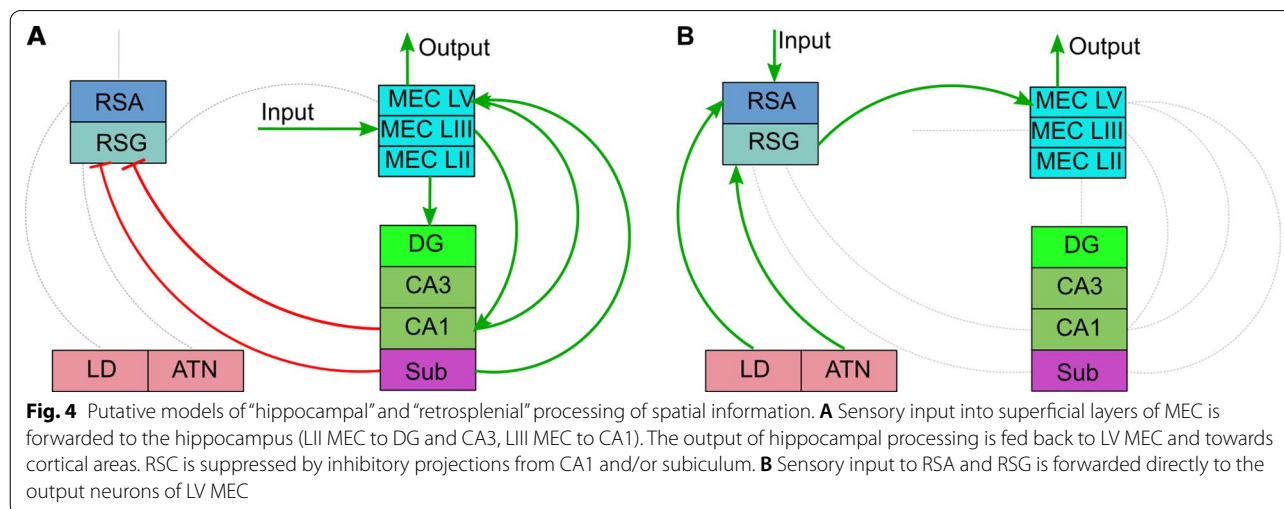 A
Output
RSA
RSG
Input
MEC LV
MEC LIII
MEC LII
DG
CA3
CA1
Sub
LD
ATN
B
Input
Output
RSA
RSG
MEC LV
MEC LIII
MEC LII
DG
CA3
CA1
Sub
LD
ATN
Fig. 4 Putative models of “hippocampal” and “retrosplenial” processing of spatial information. A Sensory input into superficial layers of MEC is
forwarded to the hippocampus (LII MEC to DG and CA3, LIII MEC to CA1). The output of hippocampal processing is fed back to LV MEC and towards
cortical areas. RSC is suppressed by inhibitory projections from CA1 and/or subiculum. B Sensory input to RSA and RSG is forwarded directly to the
output neurons of LV MEC